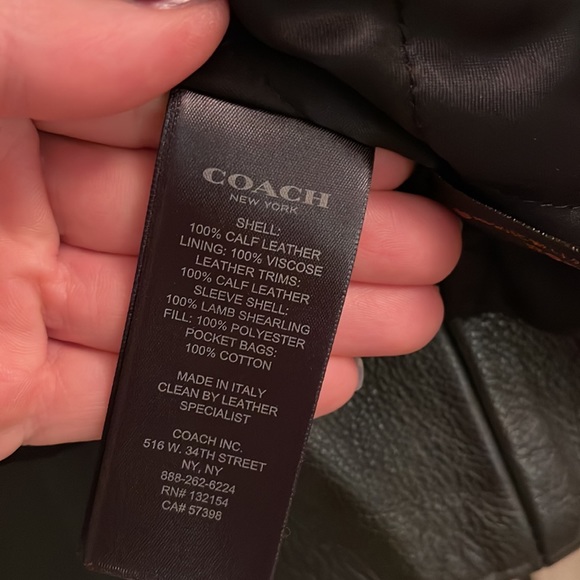 COACH
NEW YORK
SHELL:
100% CALF LEATHER
LINING: 100% VISCOSE
LEATHER TRIMS:
100% CALF LEATHER
SLEEVE SHELL:
100% LAMB SHEARLING
FILL: 100% POLYESTER
POCKET BAGS:
100% COTTON
MADE IN ITALY
CLEAN BY LEATHER
SPECIALIST
COACH INC.
516 W. 34TH STREET
NY, NY
888-262-6224
RN# 132154
CA# 57398